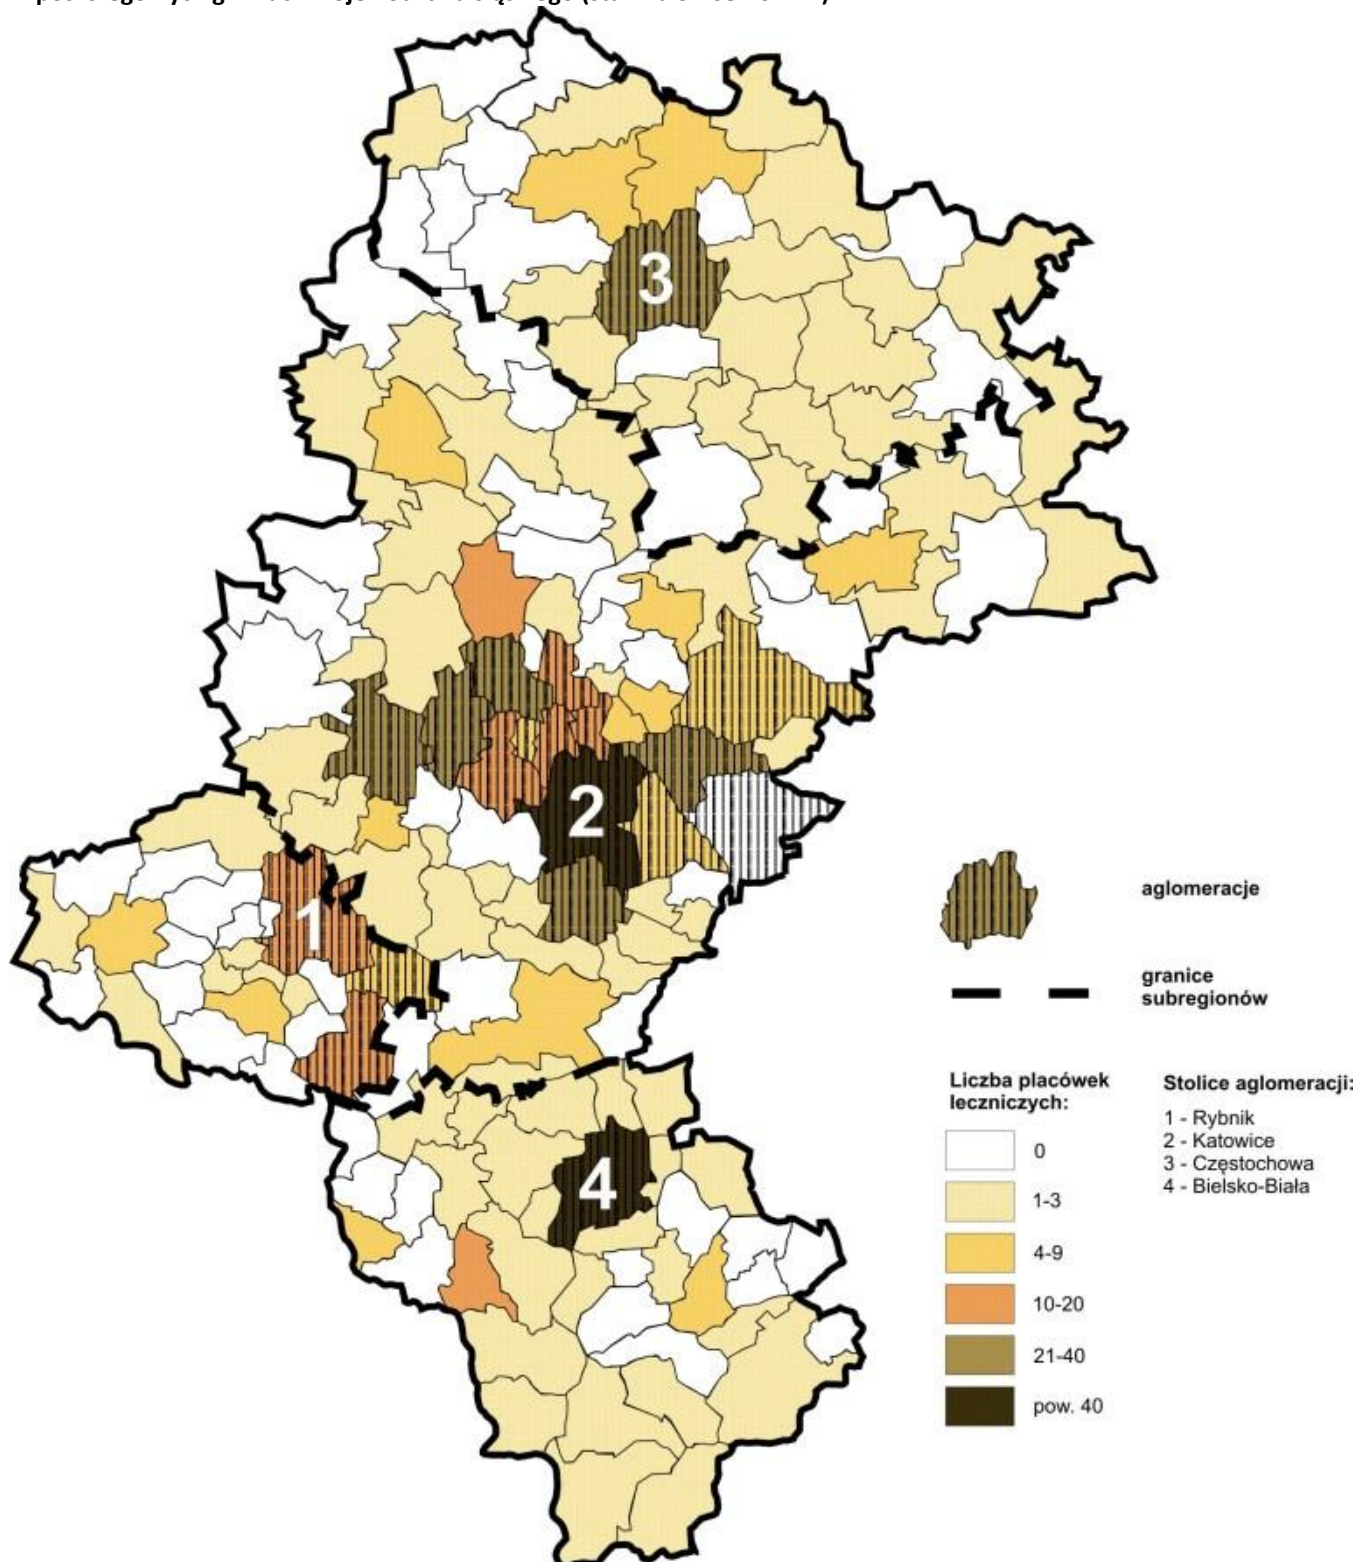 3
2
1
4
aglomeracje
granice
subregionów
Liczba placówek
leczniczych:
0
1-3
4-9
10-20
21-40
pow. 40
Stolice aglomeracji:
1 - Rybnik
2 - Katowice
3 - Częstochowa
4 - Bielsko-Biała